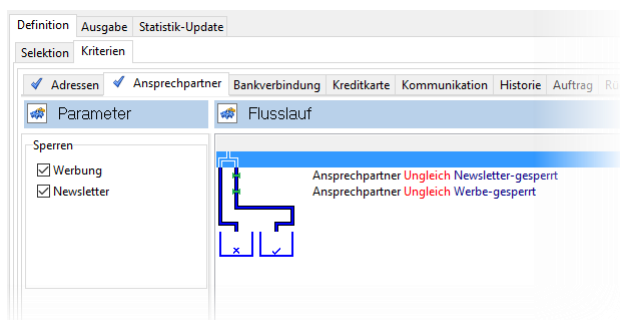 Definition Ausgabe Statistik-Update
Selektion Kriterien
Adressen Ansprechpartner Bankverbindung Kreditkarte Kommunikation Historie Auftrag
Parameter Flusslauf
Sperren
Werbung
Newsletter
Ansprechpartner Ungleich Newsletter-gesperrt
Ansprechpartner Ungleich Werbe-gesperrt